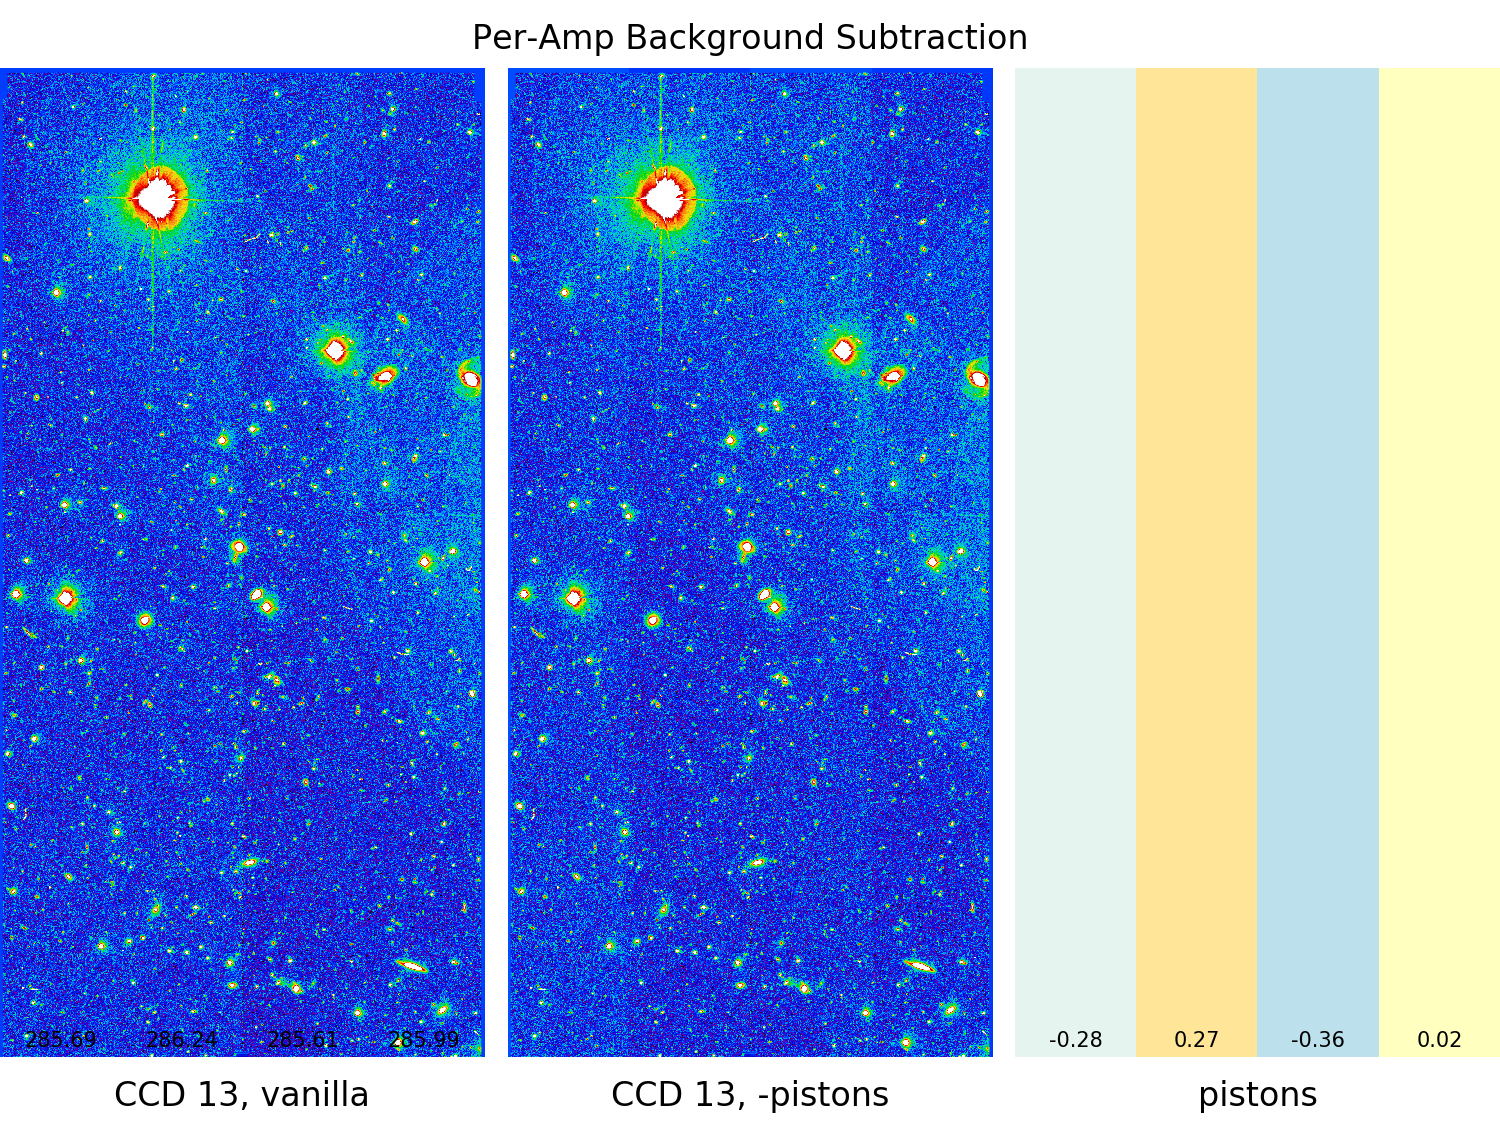 Per-Amp Background Subtraction
285.69 286.24 285.61 285.99
-0.28 0.27 -0.36 0.02
CCD 13, vanilla
CCD 13, -pistons
pistons